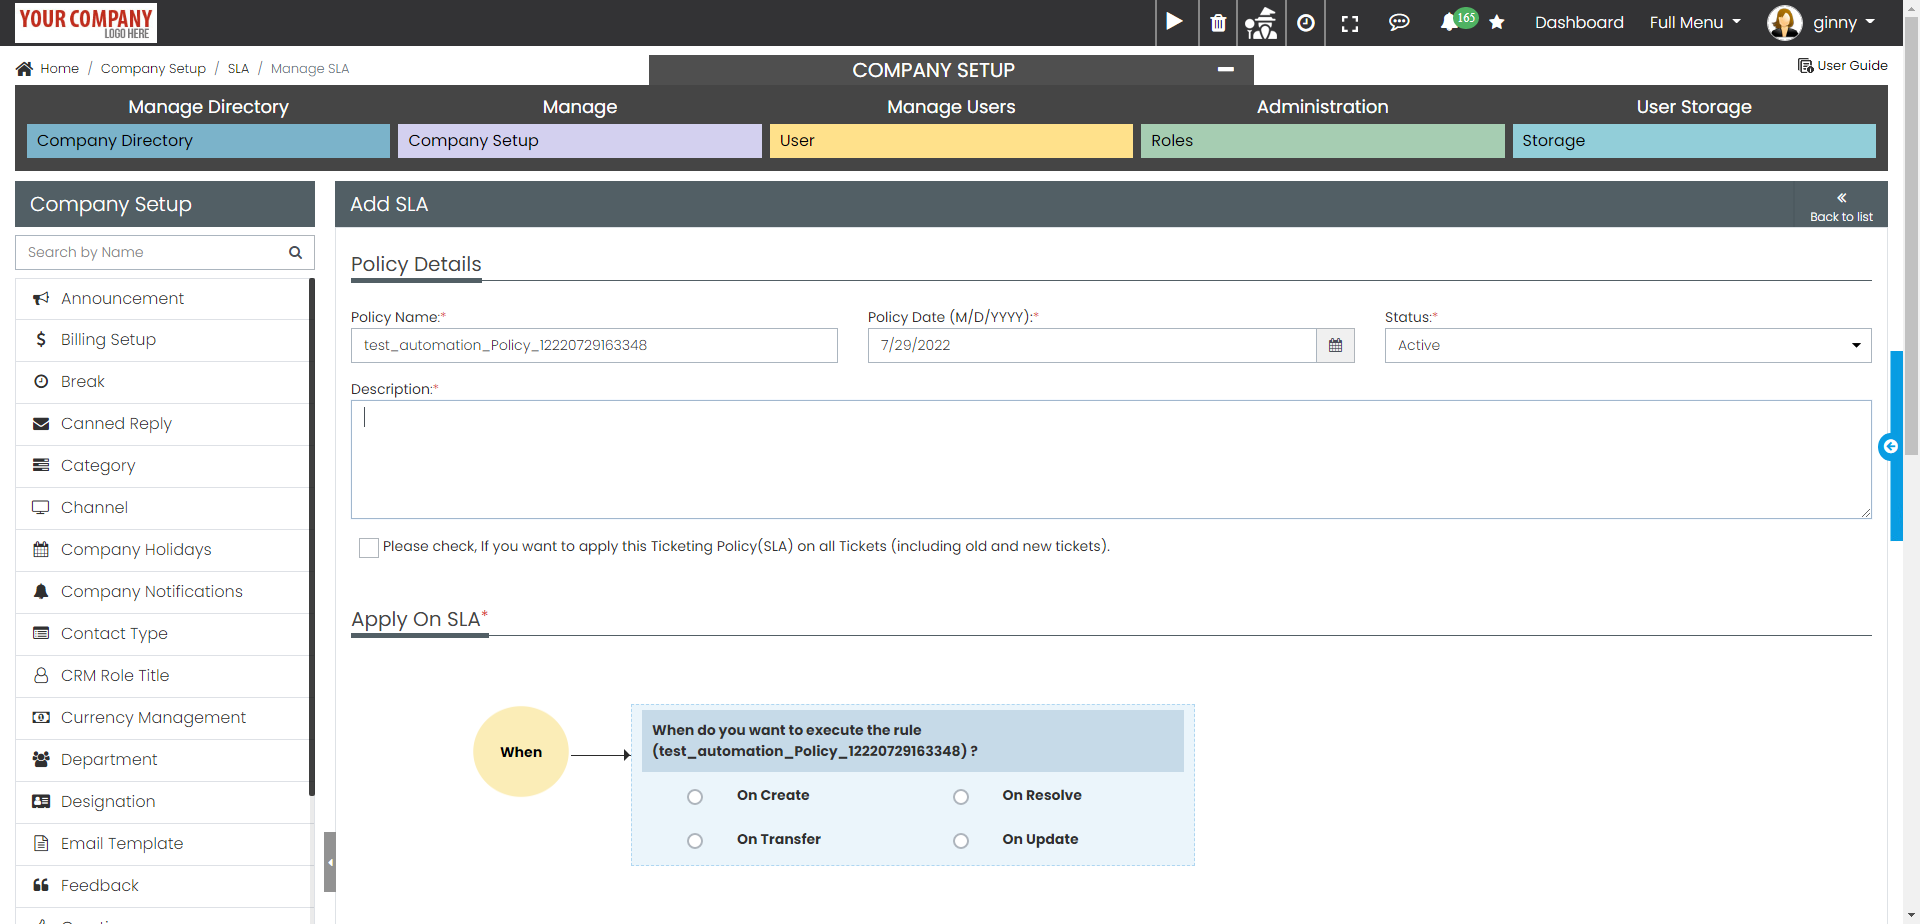 YOUR COMPANY
LOGO HERE
165
Dashboard
Full Menu
ginny
Home / Company Setup / SLA / Manage SLA
COMPANY SETUP
User Guide
Manage Directory
Manage
Manage Users
Administration
User Storage
Company Directory
Company Setup
User
Roles
Storage
Company Setup
Add SLA
Back to list
Search by Name
Announcement
Billing Setup
Break
Canned Reply
Category
Channel
Company Holidays
Company Notifications
Contact Type
CRM Role Title
Currency Management
Department
Designation
Email Template
Feedback
Policy Details
Policy Name:*
Policy Date (M/D/YYYY):*
Status:*
test_automation_Policy_12220729163348
7/29/2022
Active
Description:*
Please check, If you want to apply this Ticketing Policy(SLA) on all Tickets (including old and new tickets).
Apply On SLA*
When
When do you want to execute the rule
(test_automation_Policy_12220729163348) ?
On Create
On Resolve
On Transfer
On Update